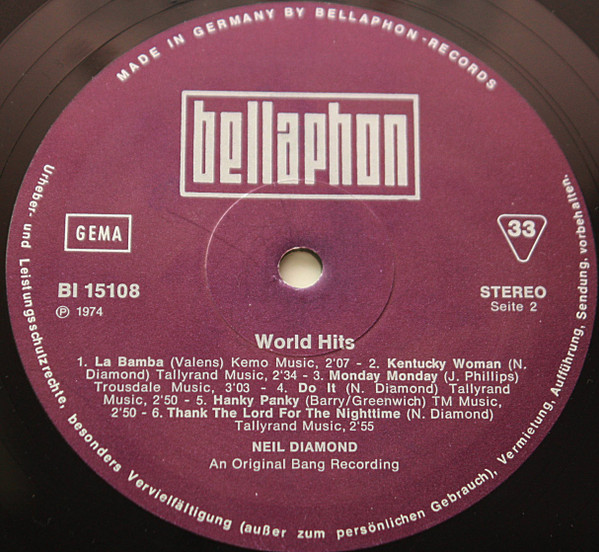 MADE IN GERMANY BY BELLAPHON-RECORDS
bellaphon
GEMA
33
BI 15108
℗ 1974
STEREO
Seite 2
World Hits
1. La Bamba (Valens) Kemo Music, 2'07 - 2. Kentucky Woman (N.
Diamond) Tallyrand Music, 2'34 - 3. Monday Monday (J. Phillips)
Trousdale Music, 3'03 - 4. Do It (N. Diamond) Tallyrand
Music, 2'50 - 5. Hanky Panky (Barry/Greenwich) TM Music,
2'50 - 6. Thank The Lord For The Nighttime (N. Diamond)
Tallyrand Music, 2'55
NEIL DIAMOND
An Original Bang Recording
Urheber- und Leistungsschutzrechte, besonders Vervielfältigung (außer zum persönlichen Gebrauch), Vermietung, Aufführung, Sendung, vorbehalten.